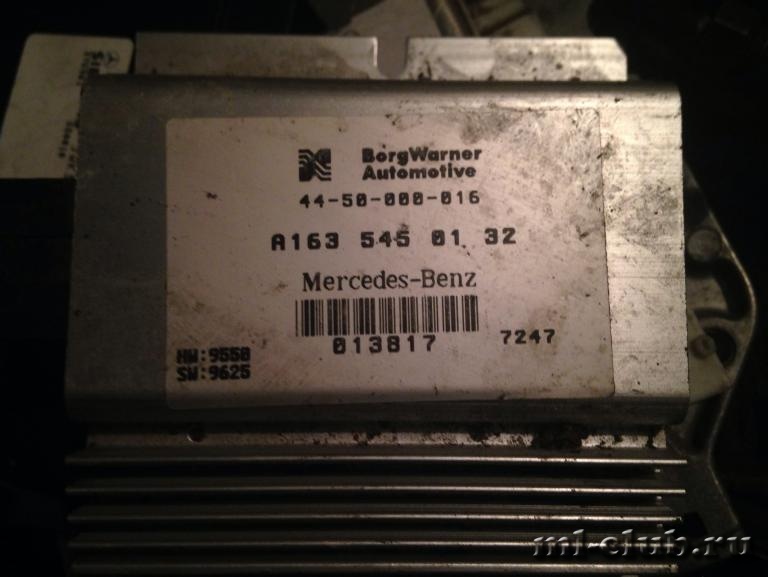 BorgWarner
Automotive
44-50-000-016
A163 545 01 32
Mercedes-Benz
013817
7247
HW:9550
SW:9625
ml-club.ru